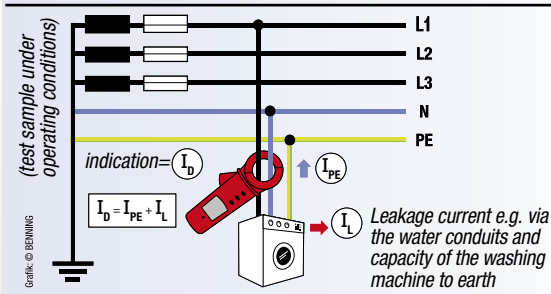 L1
L2
L3
N
PE
(test sample under
operating conditions)
indication= I_D
I_PE
I_D = I_PE + I_L
I_L
Leakage current e.g. via
the water conduits and
capacity of the washing
machine to earth
Grafik: © BENNING